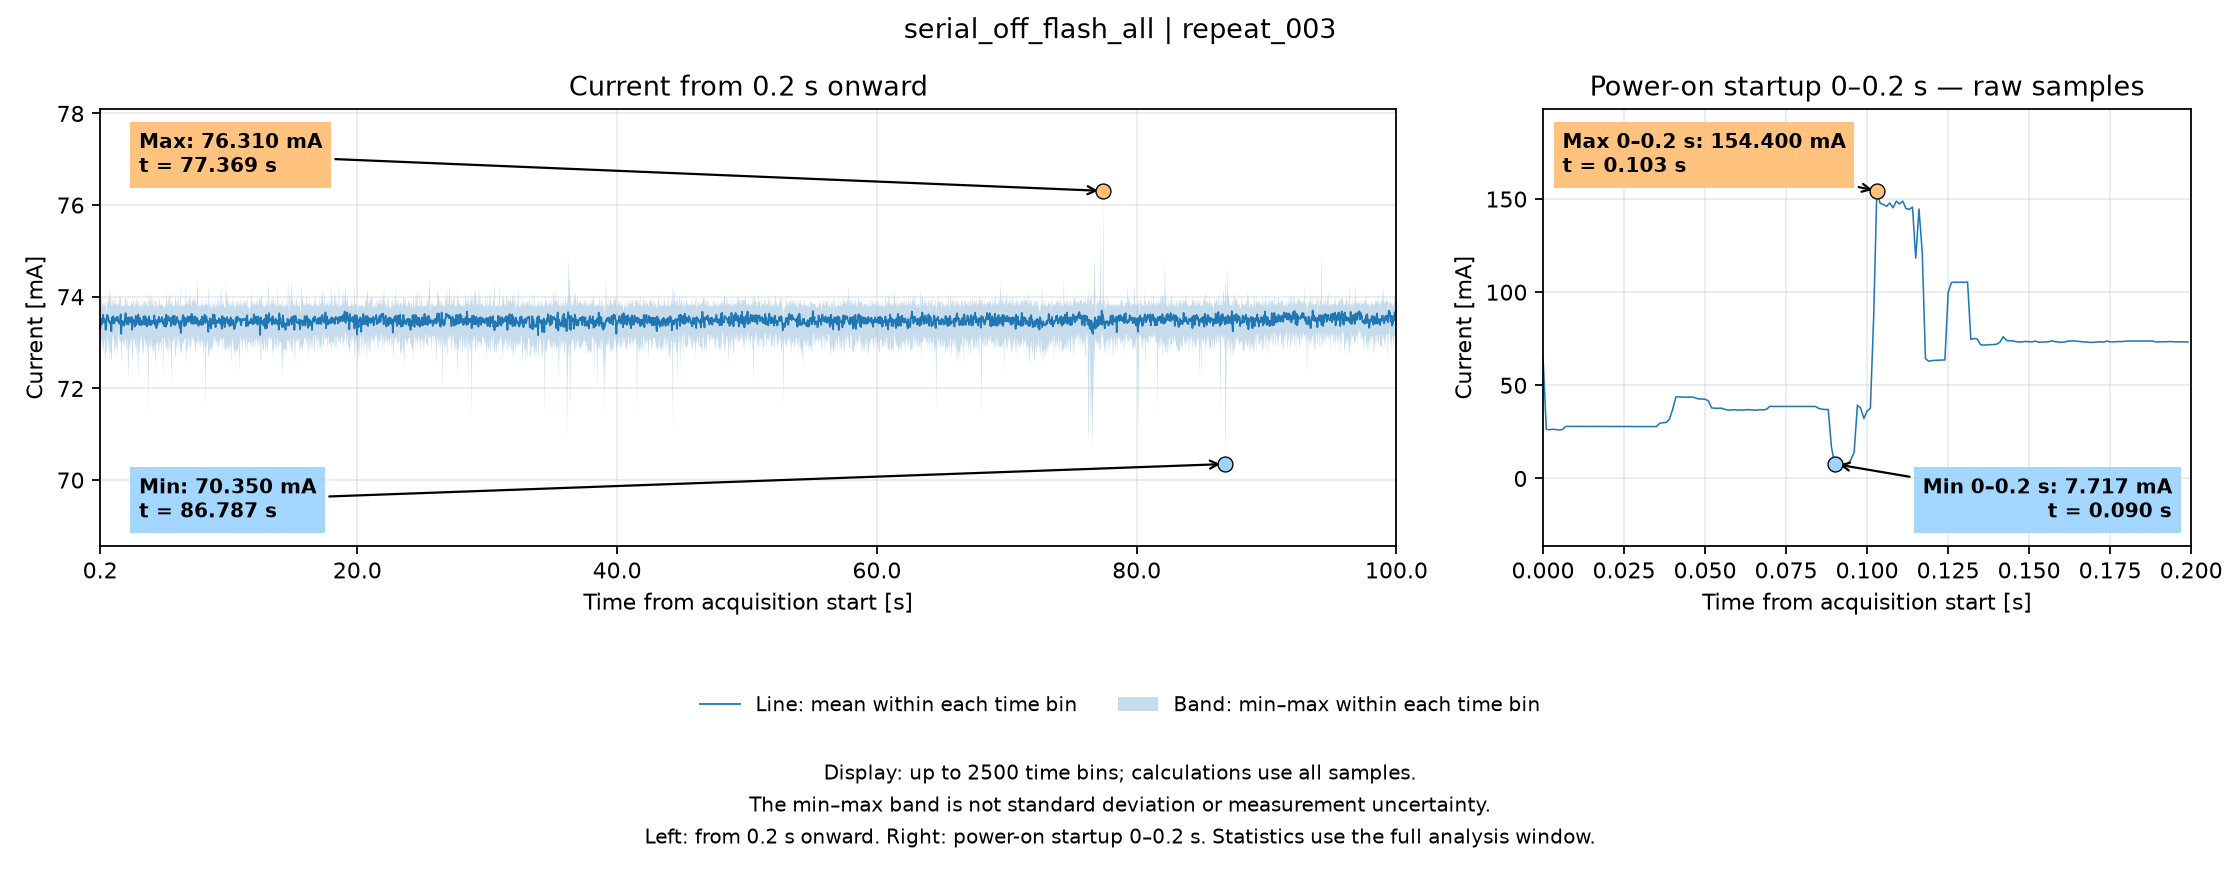 serial_off_flash_all | repeat_003
Current from 0.2 s onward
78
76
74
72
70
Current [mA]
Max: 76.310 mA
t = 77.369 s
Min: 70.350 mA
t = 86.787 s
0.2 20.0 40.0 60.0 80.0 100.0
Time from acquisition start [s]
Power-on startup 0–0.2 s — raw samples
150
100
50
0
Current [mA]
Max 0–0.2 s: 154.400 mA
t = 0.103 s
Min 0–0.2 s: 7.717 mA
t = 0.090 s
0.000 0.025 0.050 0.075 0.100 0.125 0.150 0.175 0.200
Time from acquisition start [s]
Line: mean within each time bin
Band: min–max within each time bin
Display: up to 2500 time bins; calculations use all samples.
The min–max band is not standard deviation or measurement uncertainty.
Left: from 0.2 s onward. Right: power-on startup 0–0.2 s. Statistics use the full analysis window.